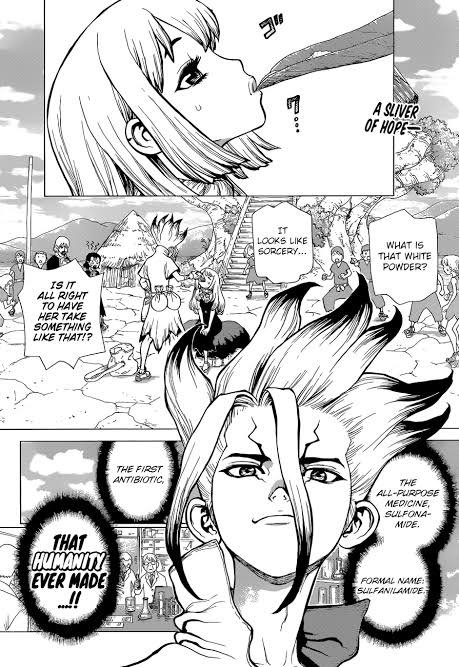 ゴ
ク
A SLIVER
OF HOPE—
WHAT IS
THAT WHITE
POWDER?
IT
LOOKS LIKE
SORCERY...
IS IT
ALL RIGHT
TO HAVE
HER TAKE
SOMETHING
LIKE THAT!?
THE
ALL-PURPOSE
MEDICINE,
SULFONA-
MIDE.
FORMAL NAME:
SULFANILAMIDE.
THE FIRST
ANTIBIOTIC,
THAT
HUMANITY
EVER MADE
....!!